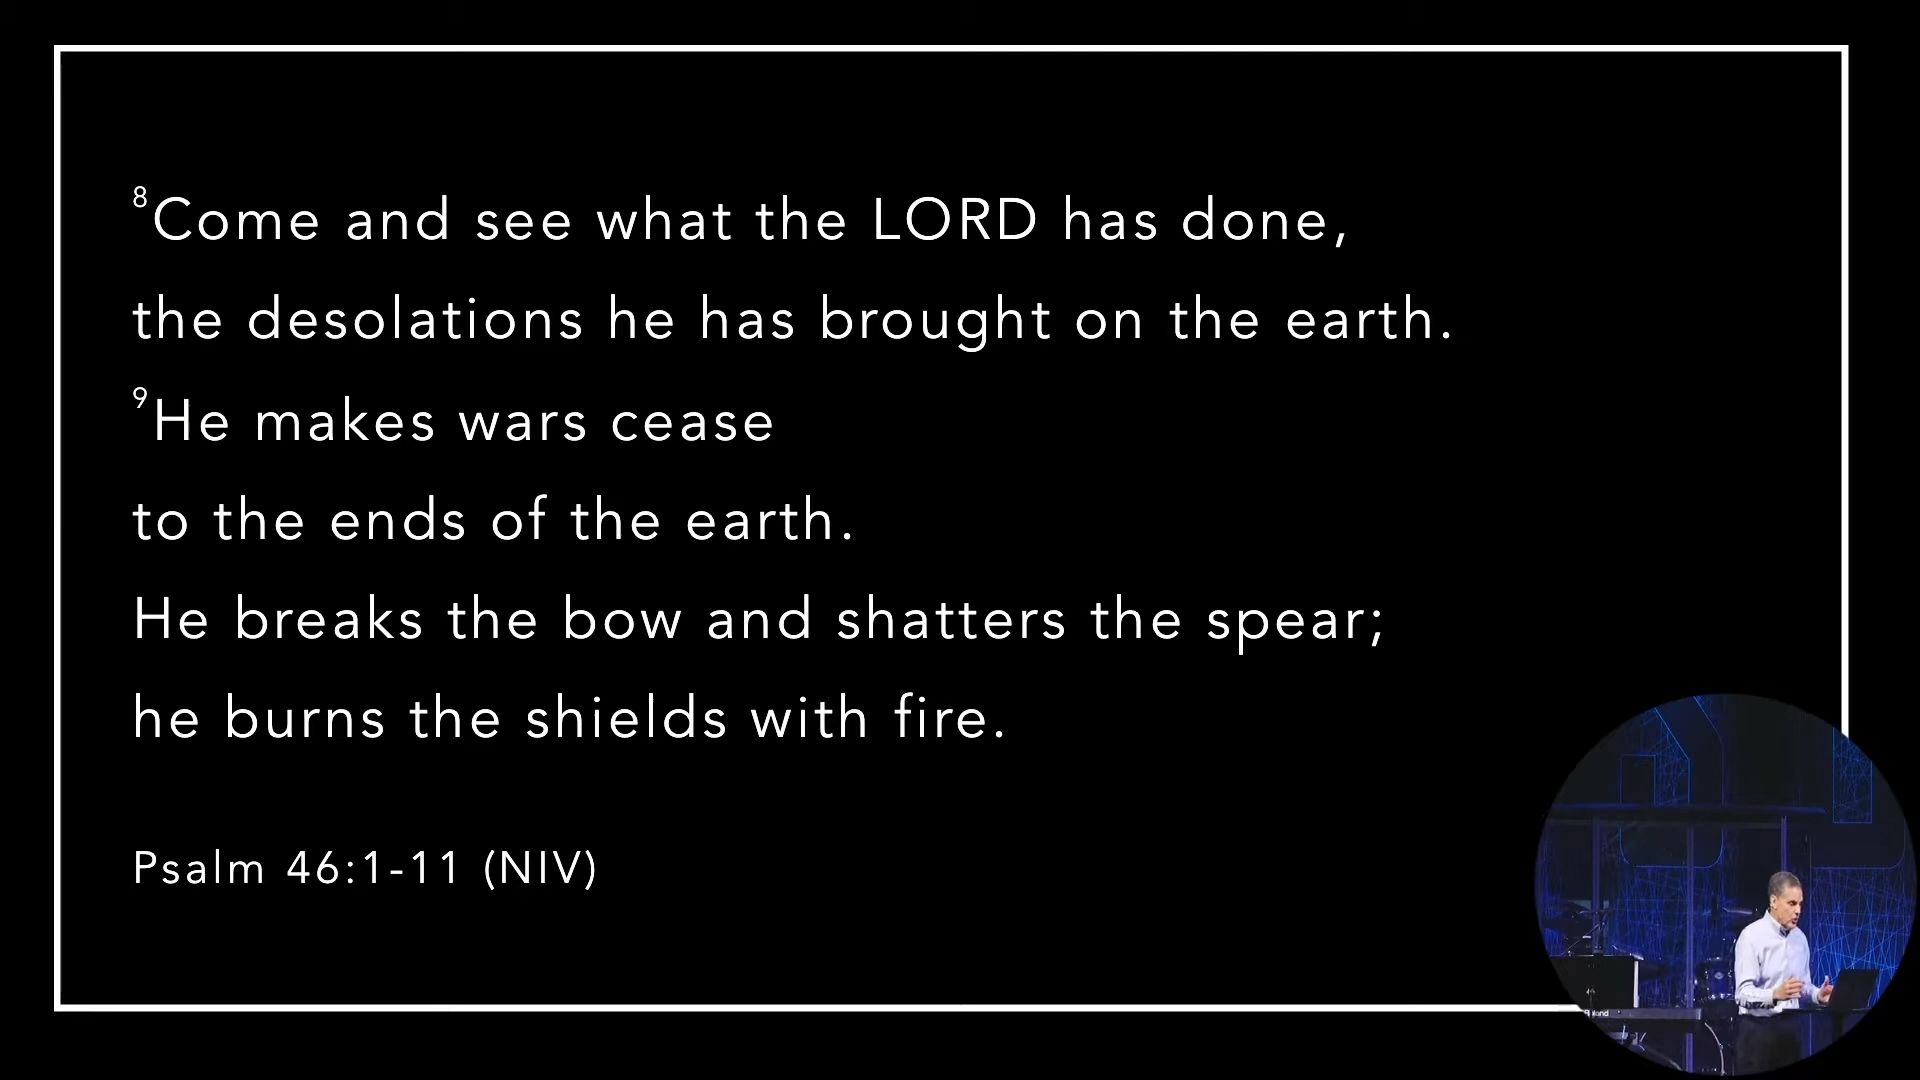 ⁸Come and see what the LORD has done,
the desolations he has brought on the earth.
⁹He makes wars cease
to the ends of the earth.
He breaks the bow and shatters the spear;
he burns the shields with fire.
Psalm 46:1-11 (NIV)